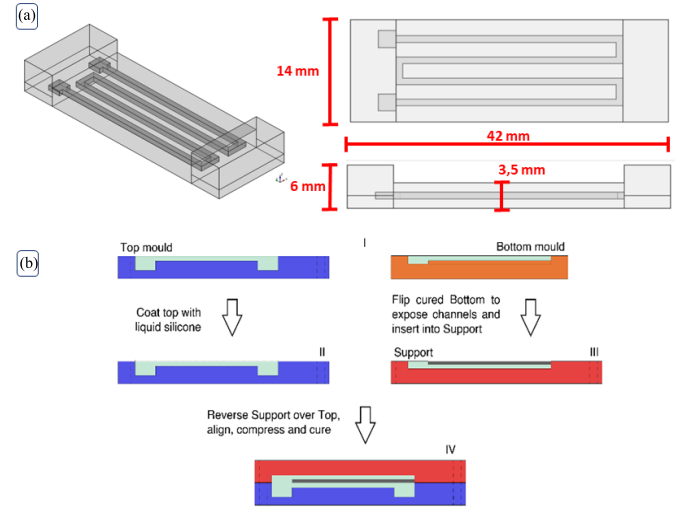 (a)
14 mm
42 mm
6 mm
3,5 mm
(b)
Top mould
I
Bottom mould
Coat top with
liquid silicone
Flip cured Bottom to
expose channels and
insert into Support
II
Support
III
Reverse Support over Top,
align, compress and cure
IV